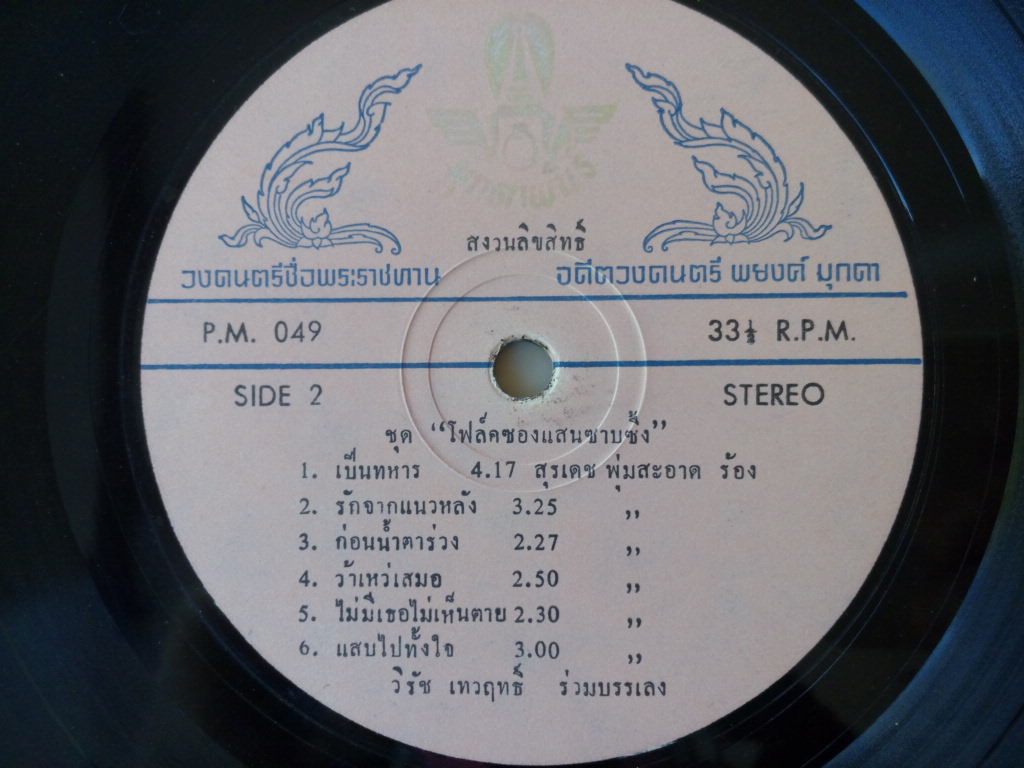 มุกดาพันธ์
สงวนลิขสิทธิ์
วงดนตรีชื่อพระราชทาน อดีตวงดนตรี พยงค์ มุกดา
P.M. 049 33⅓ R.P.M.
SIDE 2 STEREO
ชุด “โฟล์คซองแสนซาบซึ้ง”
1. เป็นทหาร 4.17 สุรเดช พุ่มสะอาด ร้อง
2. รักจากแนวหลัง 3.25 ,,
3. ก่อนน้ำตาร่วง 2.27 ,,
4. ว้าเหว่เสมอ 2.50 ,,
5. ไม่มีเธอไม่เห็นตาย 2.30 ,,
6. แสบไปทั้งใจ 3.00 ,,
วิรัช เทวฤทธิ์ ร่วมบรรเลง